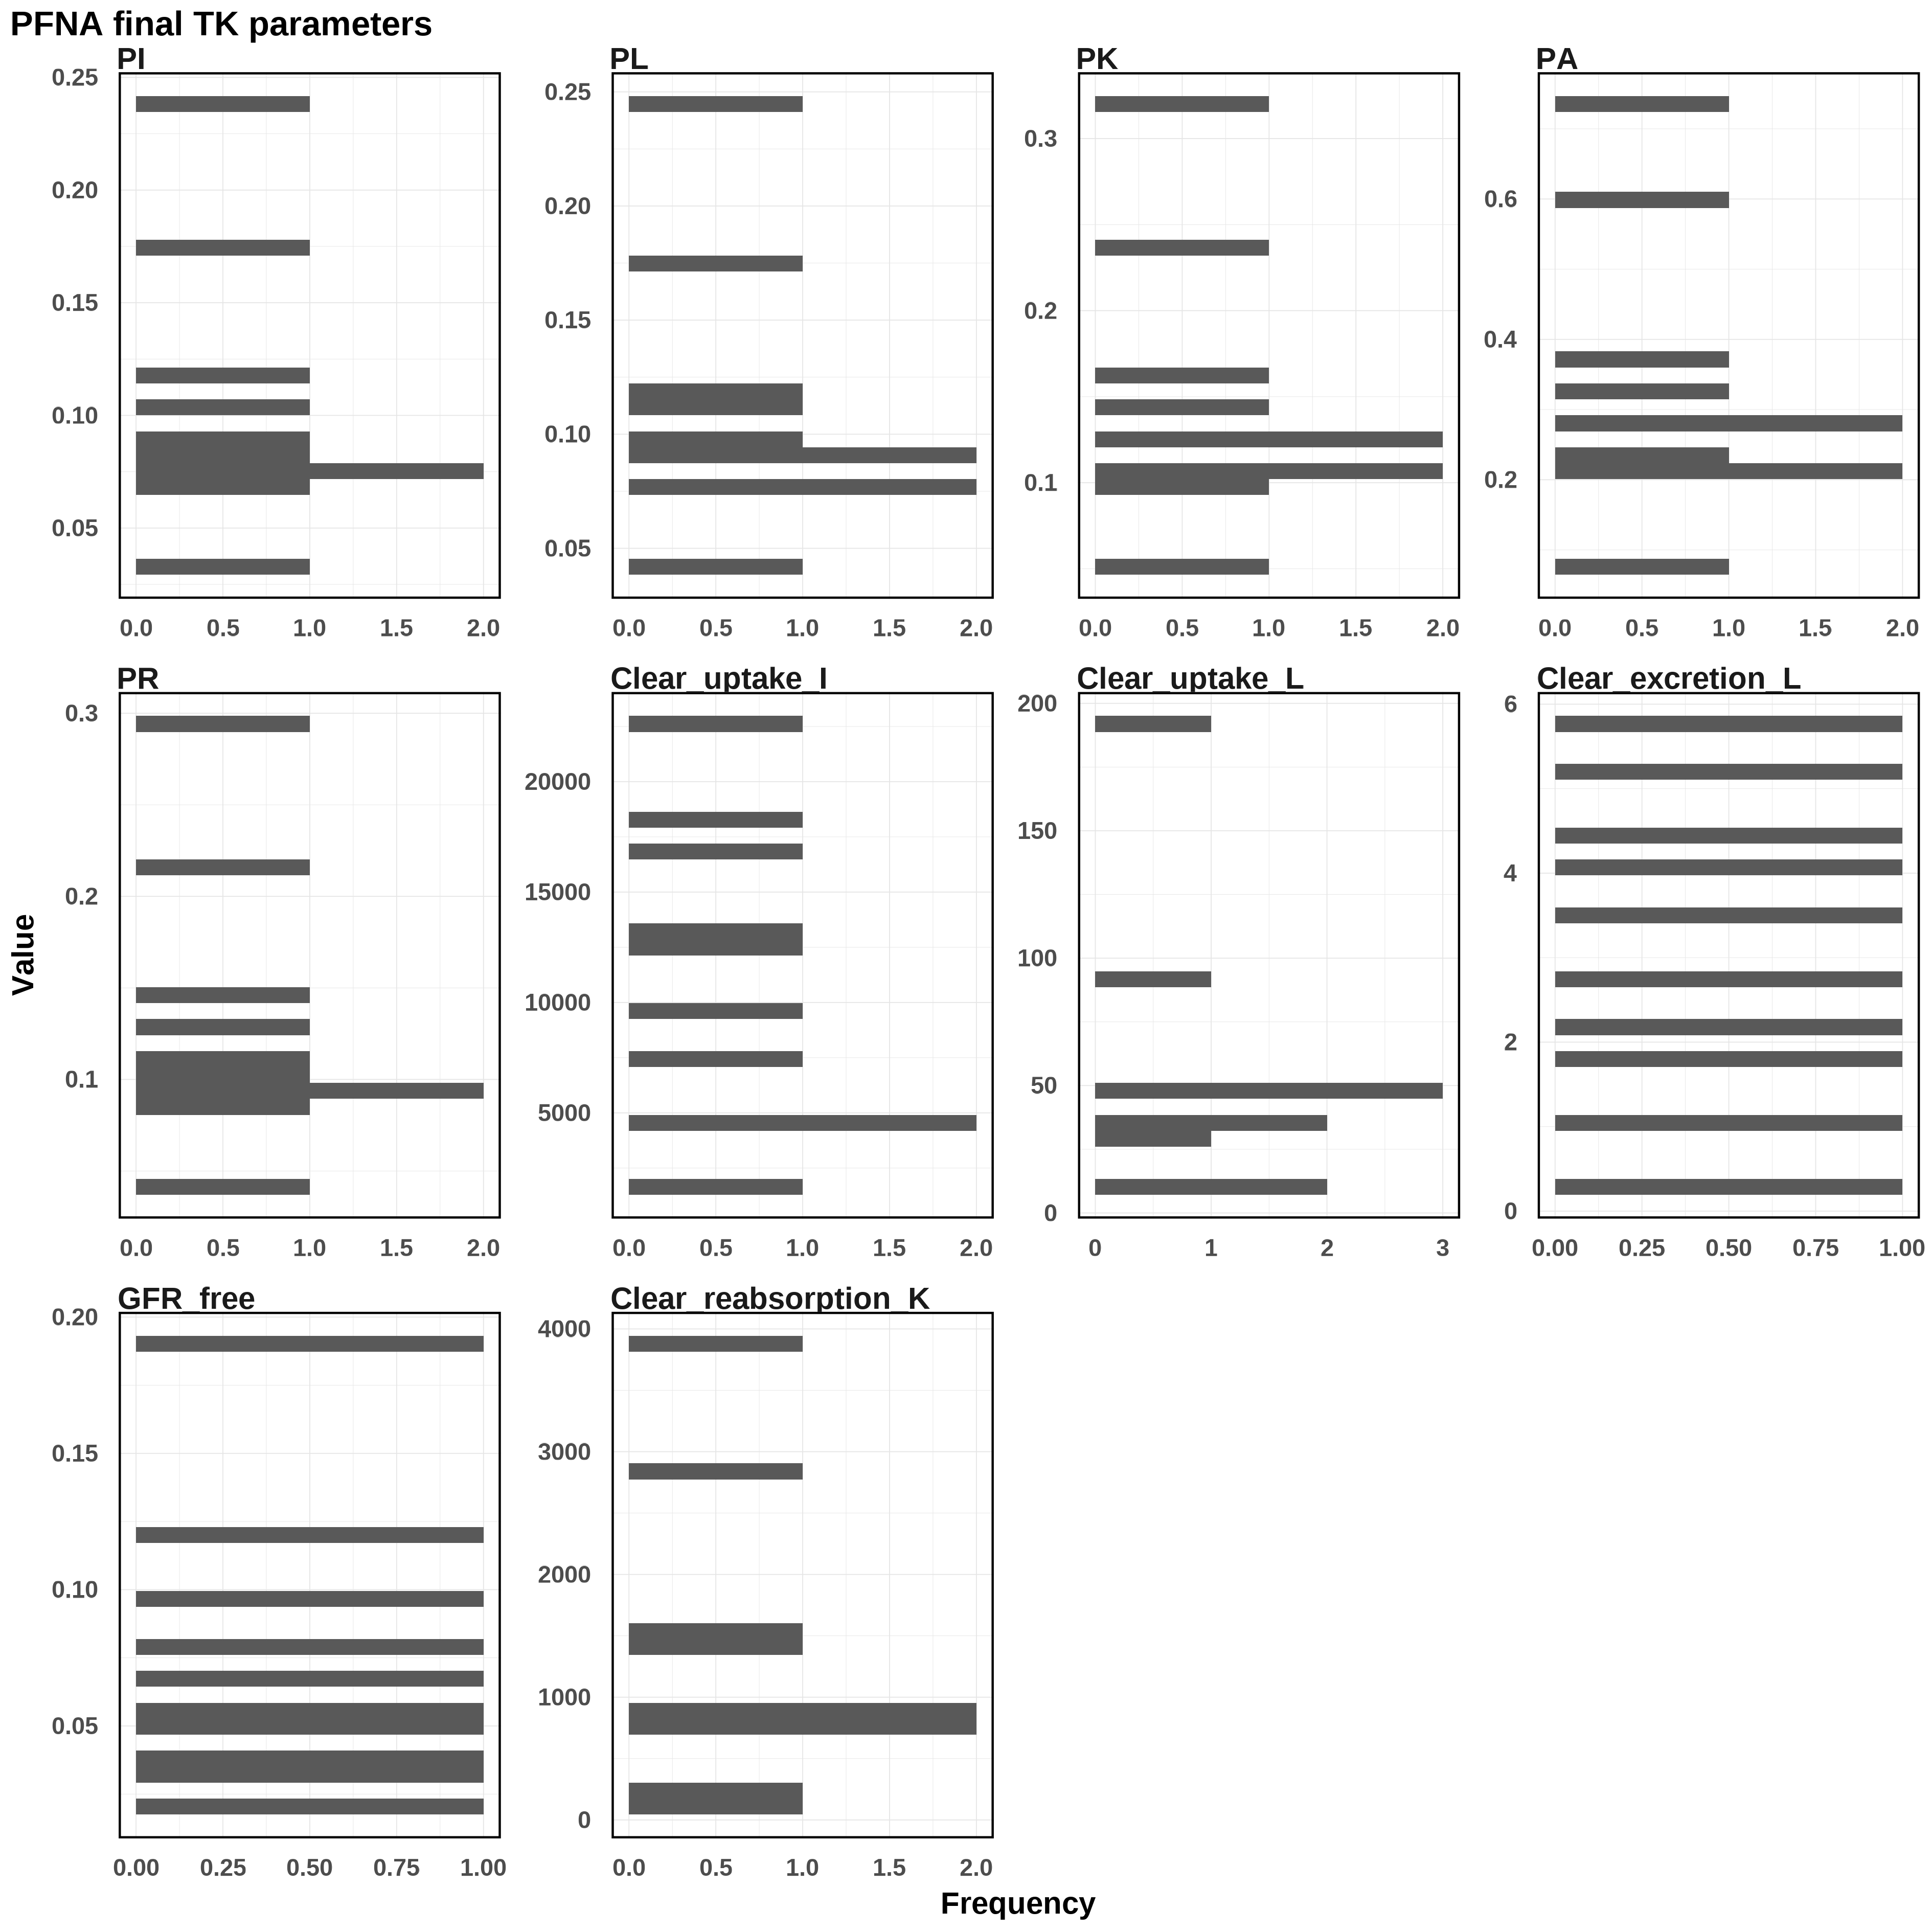 PFNA final TK parameters
PI
0.25
0.20
0.15
0.10
0.05
0.0 0.5 1.0 1.5 2.0
PL
0.25
0.20
0.15
0.10
0.05
0.0 0.5 1.0 1.5 2.0
PK
0.3
0.2
0.1
0.0 0.5 1.0 1.5 2.0
PA
0.6
0.4
0.2
0.0 0.5 1.0 1.5 2.0
Value
PR
0.3
0.2
0.1
0.0 0.5 1.0 1.5 2.0
Clear_uptake_I
20000
15000
10000
5000
0.0 0.5 1.0 1.5 2.0
Clear_uptake_L
200
150
100
50
0
0 1 2 3
Clear_excretion_L
6
4
2
0
0.00 0.25 0.50 0.75 1.00
GFR_free
0.20
0.15
0.10
0.05
0.00 0.25 0.50 0.75 1.00
Clear_reabsorption_K
4000
3000
2000
1000
0
0.0 0.5 1.0 1.5 2.0
Frequency